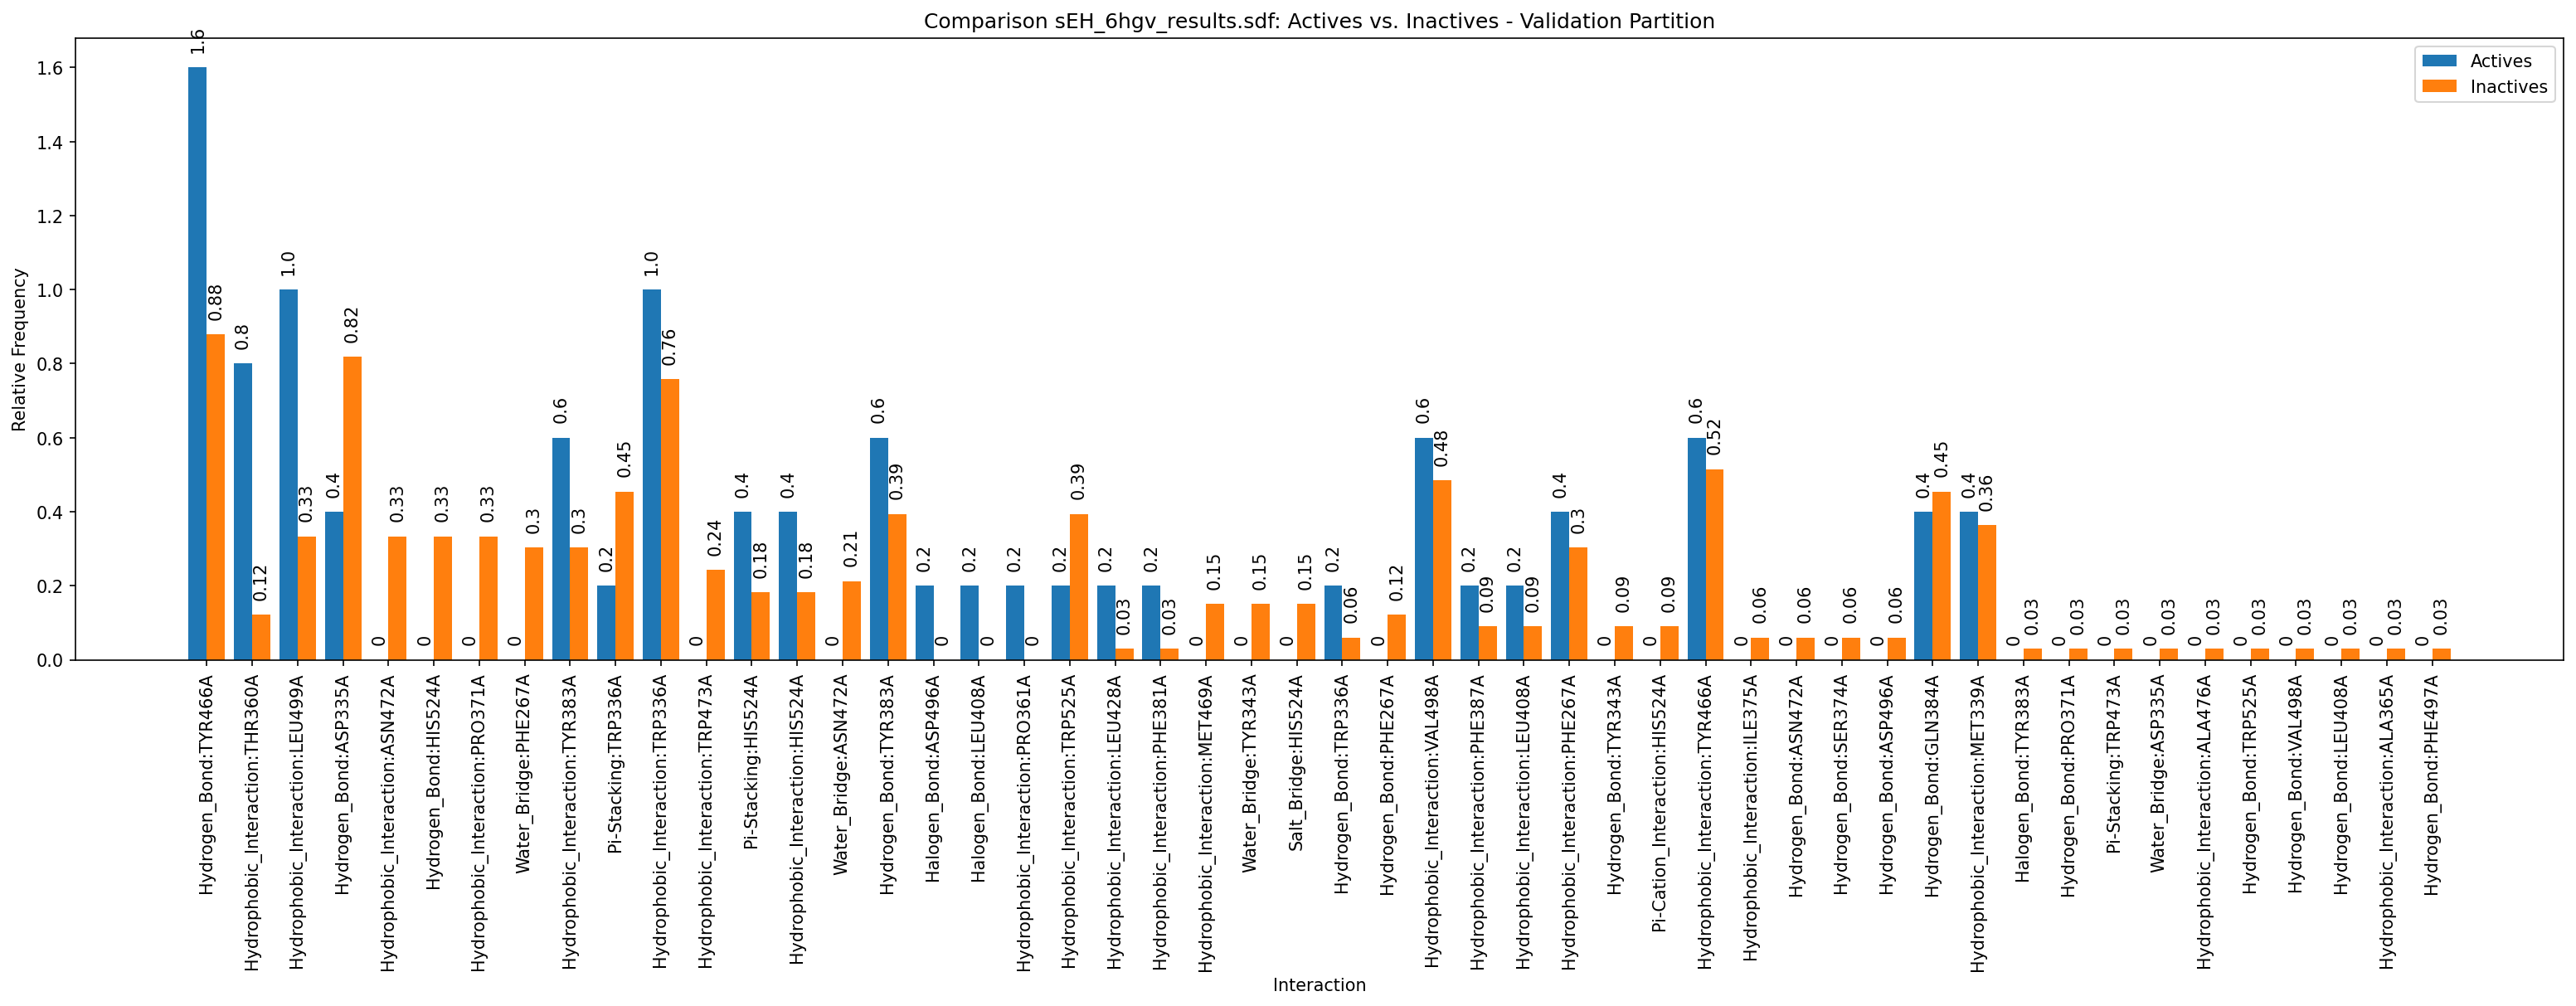 Comparison sEH_6hgv_results.sdf: Actives vs. Inactives - Validation Partition
Actives
Inactives
Relative Frequency
1.6
1.4
1.2
1.0
0.8
0.6
0.4
0.2
0.0
1.6
0.88
0.8
0.12
1.0
0.33
0.4
0.82
0
0.33
0
0.33
0
0.33
0
0.3
0.6
0.3
0.2
0.45
1.0
0.76
0
0.24
0.4
0.18
0.4
0.18
0
0.21
0.6
0.39
0.2
0
0.2
0
0.2
0
0.2
0.39
0.2
0.03
0.2
0.03
0
0.15
0
0.15
0
0.15
0.2
0.06
0
0.12
0.6
0.48
0.2
0.09
0.2
0.09
0.4
0.3
0
0.09
0
0.09
0.6
0.52
0
0.06
0
0.06
0
0.06
0
0.06
0.4
0.45
0.4
0.36
0
0.03
0
0.03
0
0.03
0
0.03
0
0.03
0
0.03
0
0.03
0
0.03
0
0.03
0
0.03
Hydrogen_Bond:TYR466A
Hydrophobic_Interaction:THR360A
Hydrophobic_Interaction:LEU499A
Hydrogen_Bond:ASP335A
Hydrophobic_Interaction:ASN472A
Hydrogen_Bond:HIS524A
Hydrophobic_Interaction:PRO371A
Water_Bridge:PHE267A
Hydrophobic_Interaction:TYR383A
Pi-Stacking:TRP336A
Hydrophobic_Interaction:TRP336A
Hydrophobic_Interaction:TRP473A
Pi-Stacking:HIS524A
Hydrophobic_Interaction:HIS524A
Water_Bridge:ASN472A
Hydrogen_Bond:TYR383A
Halogen_Bond:ASP496A
Halogen_Bond:LEU408A
Hydrophobic_Interaction:PRO361A
Hydrophobic_Interaction:TRP525A
Hydrophobic_Interaction:LEU428A
Hydrophobic_Interaction:PHE381A
Hydrophobic_Interaction:MET469A
Water_Bridge:TYR343A
Salt_Bridge:HIS524A
Hydrogen_Bond:TRP336A
Hydrogen_Bond:PHE267A
Hydrophobic_Interaction:VAL498A
Hydrophobic_Interaction:PHE387A
Hydrophobic_Interaction:LEU408A
Hydrophobic_Interaction:PHE267A
Hydrogen_Bond:TYR343A
Pi-Cation_Interaction:HIS524A
Hydrophobic_Interaction:TYR466A
Hydrophobic_Interaction:ILE375A
Hydrogen_Bond:ASN472A
Hydrogen_Bond:SER374A
Hydrogen_Bond:ASP496A
Hydrogen_Bond:GLN384A
Hydrophobic_Interaction:MET339A
Halogen_Bond:TYR383A
Hydrogen_Bond:PRO371A
Pi-Stacking:TRP473A
Water_Bridge:ASP335A
Hydrophobic_Interaction:ALA476A
Hydrogen_Bond:TRP525A
Hydrogen_Bond:VAL498A
Hydrogen_Bond:LEU408A
Hydrophobic_Interaction:ALA365A
Hydrogen_Bond:PHE497A
Interaction